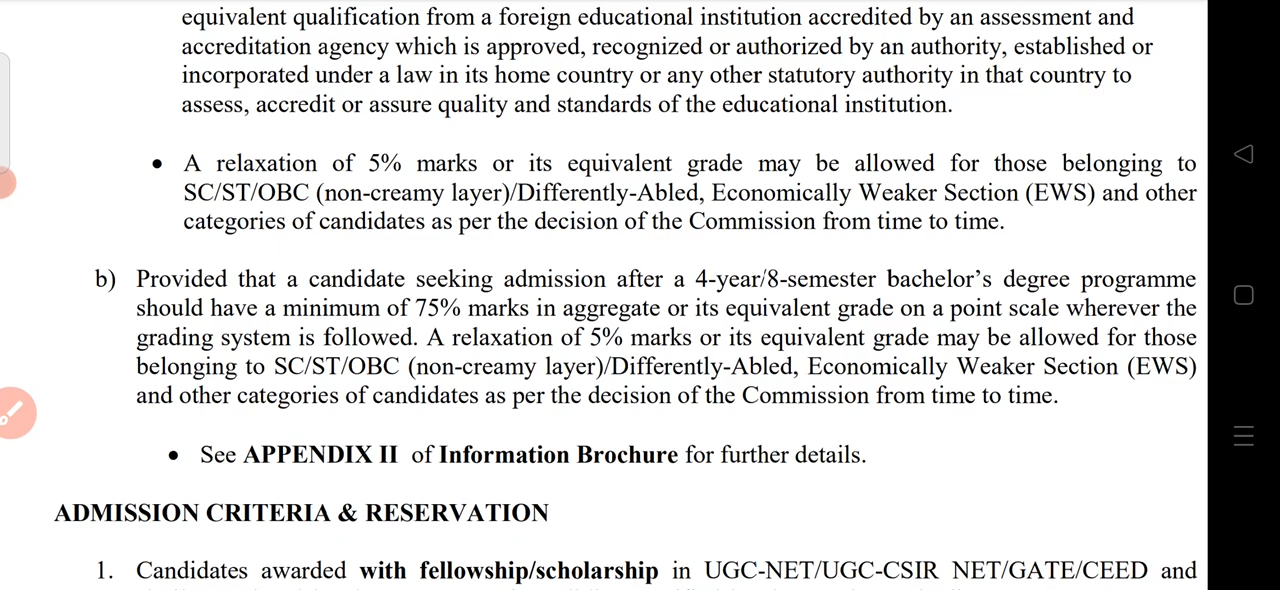 equivalent qualification from a foreign educational institution accredited by an assessment and
accreditation agency which is approved, recognized or authorized by an authority, established or
incorporated under a law in its home country or any other statutory authority in that country to
assess, accredit or assure quality and standards of the educational institution.
• A relaxation of 5% marks or its equivalent grade may be allowed for those belonging to
SC/ST/OBC (non-creamy layer)/Differently-Abled, Economically Weaker Section (EWS) and other
categories of candidates as per the decision of the Commission from time to time.
b) Provided that a candidate seeking admission after a 4-year/8-semester bachelor’s degree programme
should have a minimum of 75% marks in aggregate or its equivalent grade on a point scale wherever the
grading system is followed. A relaxation of 5% marks or its equivalent grade may be allowed for those
belonging to SC/ST/OBC (non-creamy layer)/Differently-Abled, Economically Weaker Section (EWS)
and other categories of candidates as per the decision of the Commission from time to time.
• See APPENDIX II of Information Brochure for further details.
ADMISSION CRITERIA & RESERVATION
1. Candidates awarded with fellowship/scholarship in UGC-NET/UGC-CSIR NET/GATE/CEED and